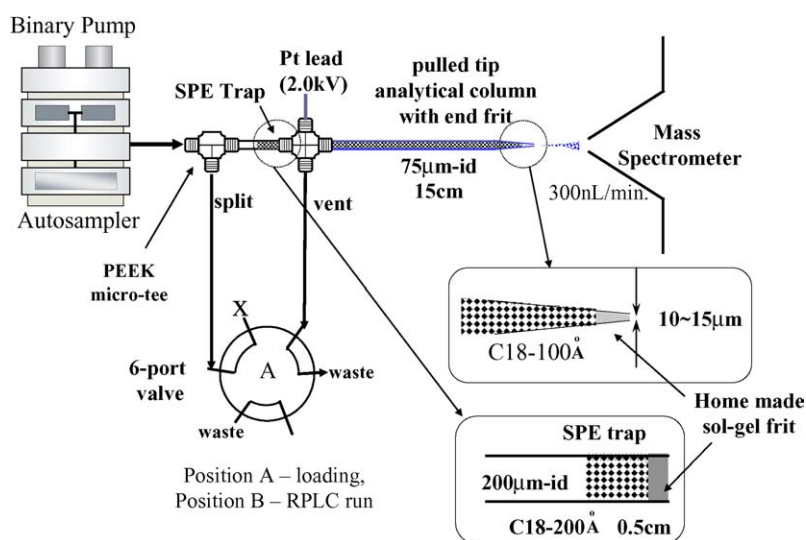 Binary Pump
Autosampler
Pt lead
(2.0kV)
SPE Trap
pulled tip
analytical column
with end frit
75μm-id
15cm
Mass
Spectrometer
300nL/min.
split
vent
PEEK
micro-tee
X
A
6-port
valve
waste
waste
Position A – loading,
Position B – RPLC run
10~15μm
C18-100Å
Home made
sol-gel frit
SPE trap
200μm-id
C18-200Å 0.5cm